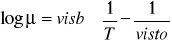 log μ = visb 1/T − 1/visto